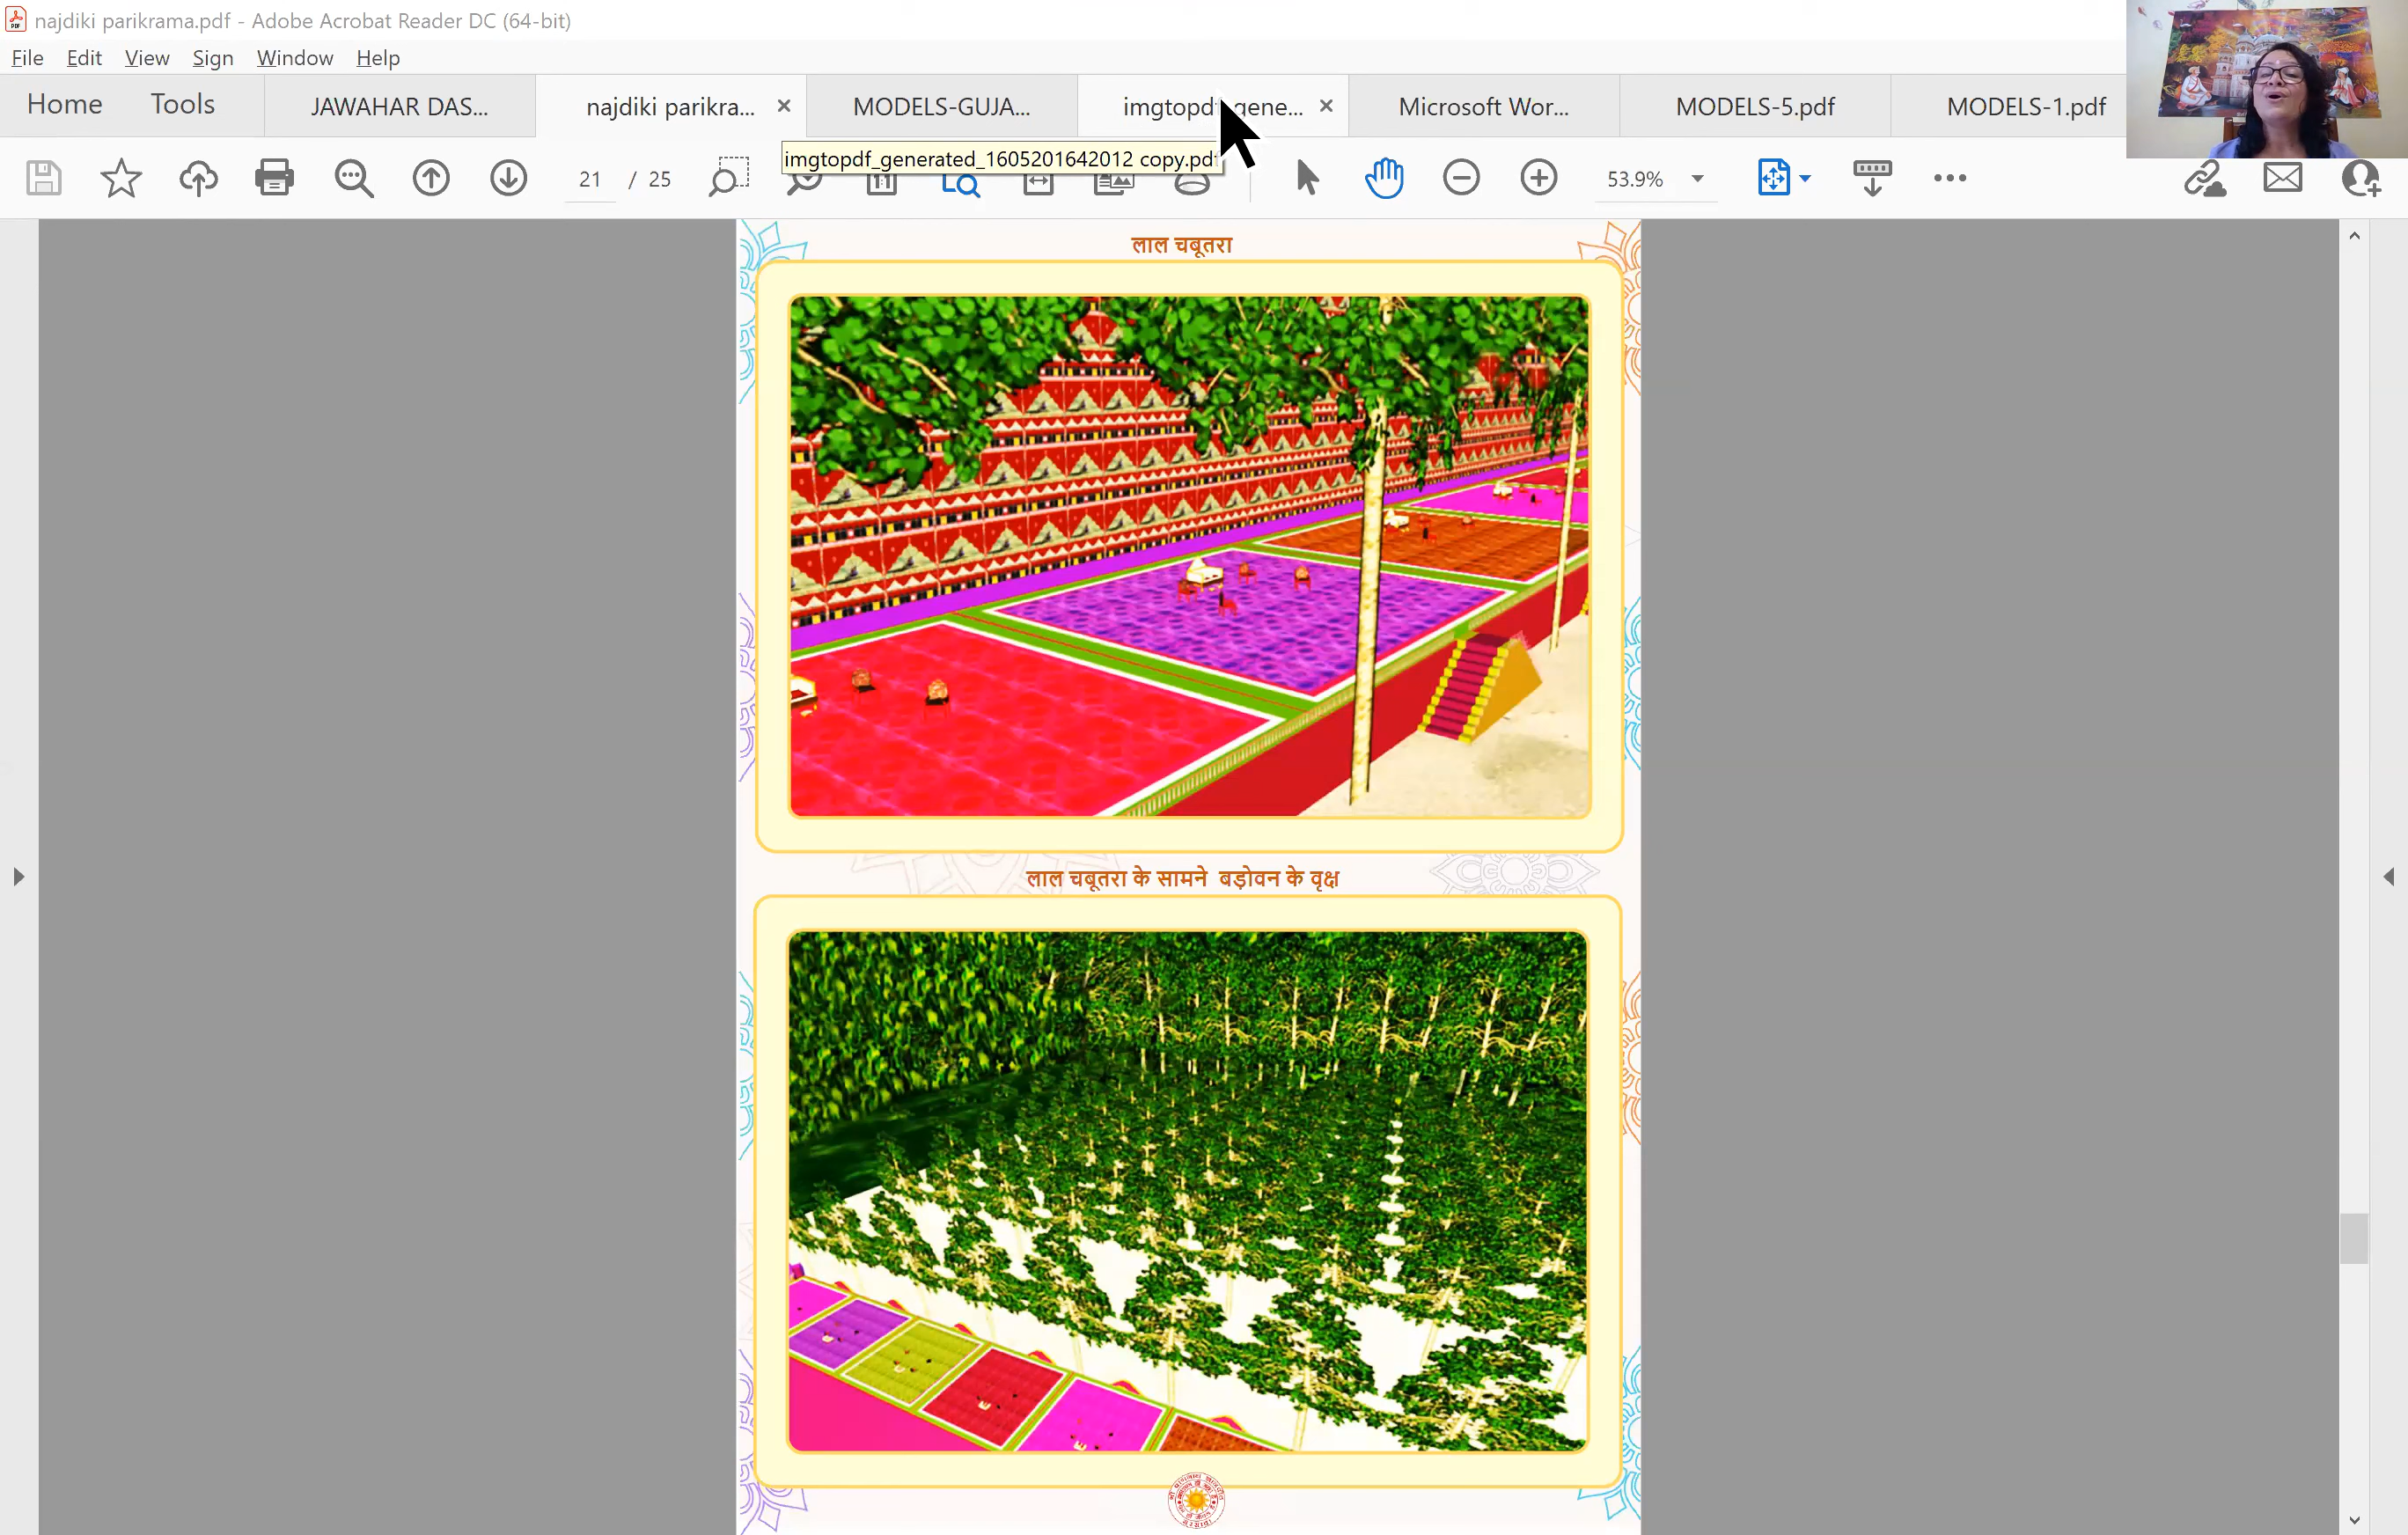 najdiki parikrama.pdf - Adobe Acrobat Reader DC (64-bit)
File Edit View Sign Window Help
Home Tools JAWAHAR DAS... najdiki parikra... MODELS-GUJA... imgtopdf gene... Microsoft Wor... MODELS-5.pdf MODELS-1.pdf
imgtopdf_generated_1605201642012 copy.pdf
21 / 25 53.9%
लाल चबूतरा
लाल चबूतरा के सामने बड़ोवन के वृक्ष